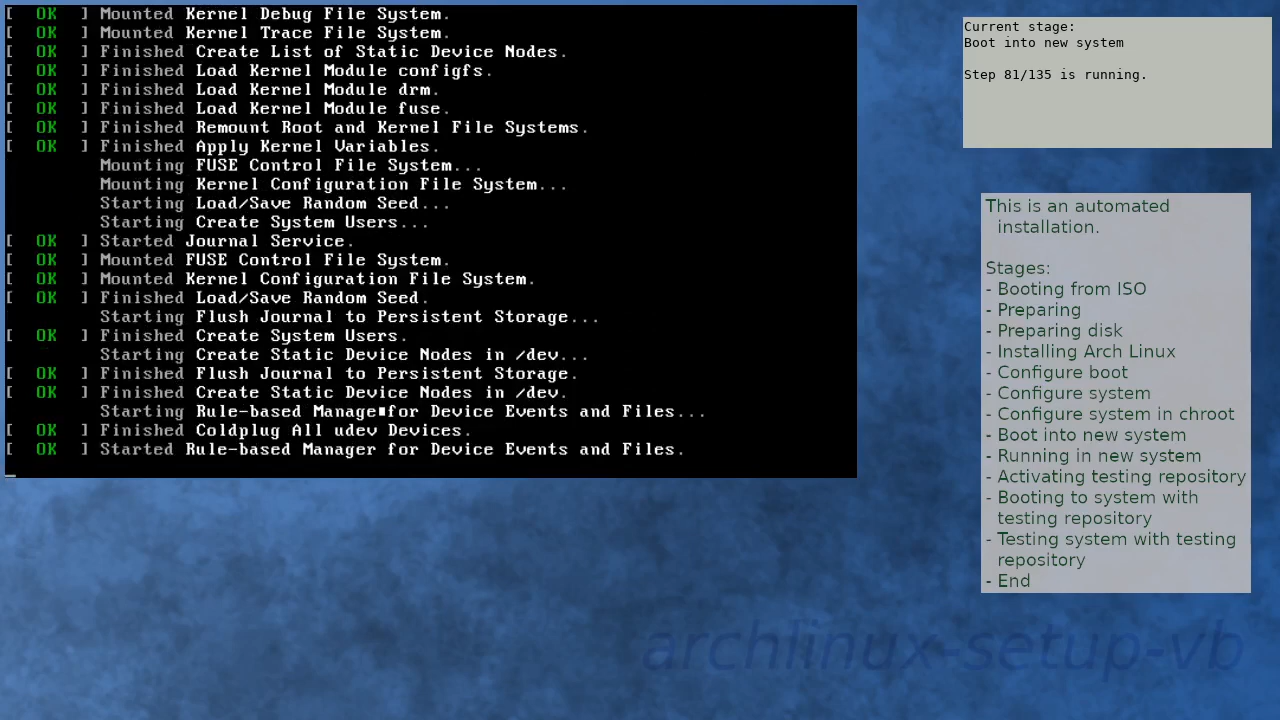 [  OK  ] Mounted Kernel Debug File System.
[  OK  ] Mounted Kernel Trace File System.
[  OK  ] Finished Create List of Static Device Nodes.
[  OK  ] Finished Load Kernel Module configfs.
[  OK  ] Finished Load Kernel Module drm.
[  OK  ] Finished Load Kernel Module fuse.
[  OK  ] Finished Remount Root and Kernel File Systems.
[  OK  ] Finished Apply Kernel Variables.
Mounting FUSE Control File System...
Mounting Kernel Configuration File System...
Starting Load/Save Random Seed...
Starting Create System Users...
[  OK  ] Started Journal Service.
[  OK  ] Mounted FUSE Control File System.
[  OK  ] Mounted Kernel Configuration File System.
[  OK  ] Finished Load/Save Random Seed.
Starting Flush Journal to Persistent Storage...
[  OK  ] Finished Create System Users.
Starting Create Static Device Nodes in /dev...
[  OK  ] Finished Flush Journal to Persistent Storage.
[  OK  ] Finished Create Static Device Nodes in /dev.
Starting Rule-based Manage∎for Device Events and Files...
[  OK  ] Finished Coldplug All udev Devices.
[  OK  ] Started Rule-based Manager for Device Events and Files.
_
Current stage:
Boot into new system
Step 81/135 is running.
This is an automated
installation.
Stages:
- Booting from ISO
- Preparing
- Preparing disk
- Installing Arch Linux
- Configure boot
- Configure system
- Configure system in chroot
- Boot into new system
- Running in new system
- Activating testing repository
- Booting to system with
testing repository
- Testing system with testing
repository
- End
archlinux-setup-vb